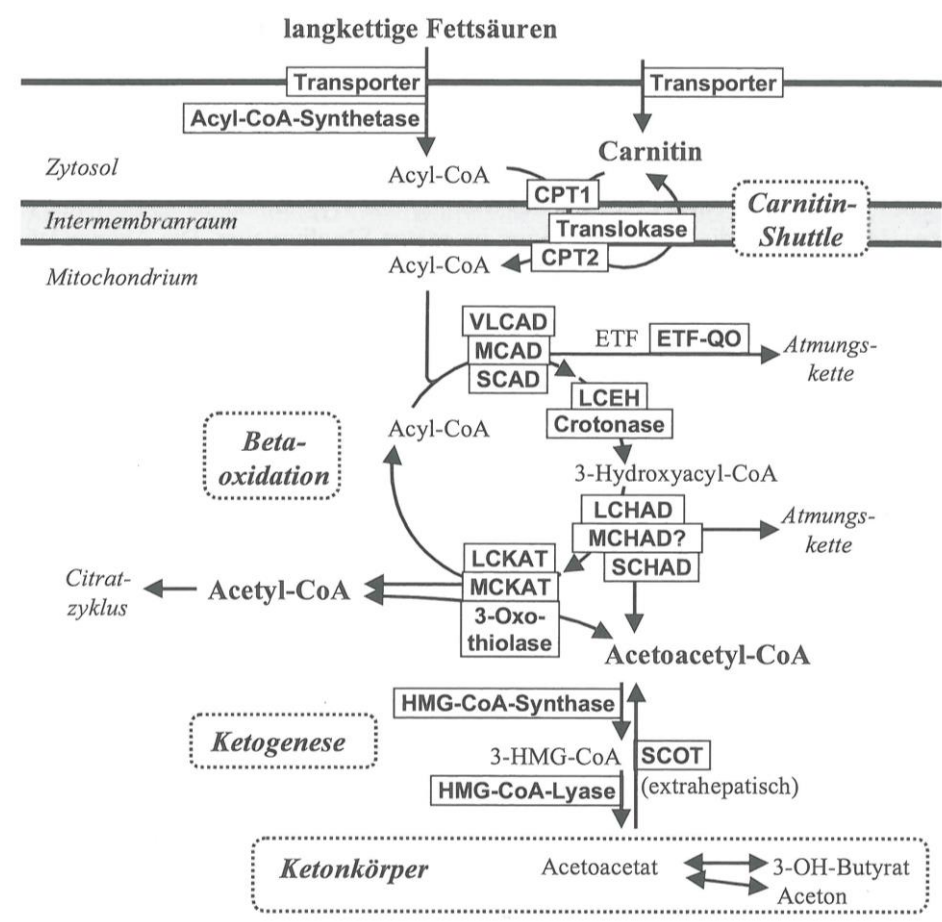 langkettige Fettsäuren
Transporter
Transporter
Acyl-CoA-Synthetase
Zytosol
Acyl-CoA
Carnitin
CPT1
Carnitin-
Shuttle
Intermembranraum
Translokase
Mitochondrium
Acyl-CoA
CPT2
VLCAD
MCAD
SCAD
ETF
ETF-QO
Atmungs-
kette
LCEH
Crotonase
Acyl-CoA
Beta-
oxidation
3-Hydroxyacyl-CoA
LCHAD
MCHAD?
SCHAD
Atmungs-
kette
LCKAT
MCKAT
3-Oxo-
thiolase
Citrat-
zyklus
Acetyl-CoA
Acetoacetyl-CoA
HMG-CoA-Synthase
Ketogenese
3-HMG-CoA
SCOT
(extrahepatisch)
HMG-CoA-Lyase
Ketonkörper
Acetoacetat
3-OH-Butyrat
Aceton